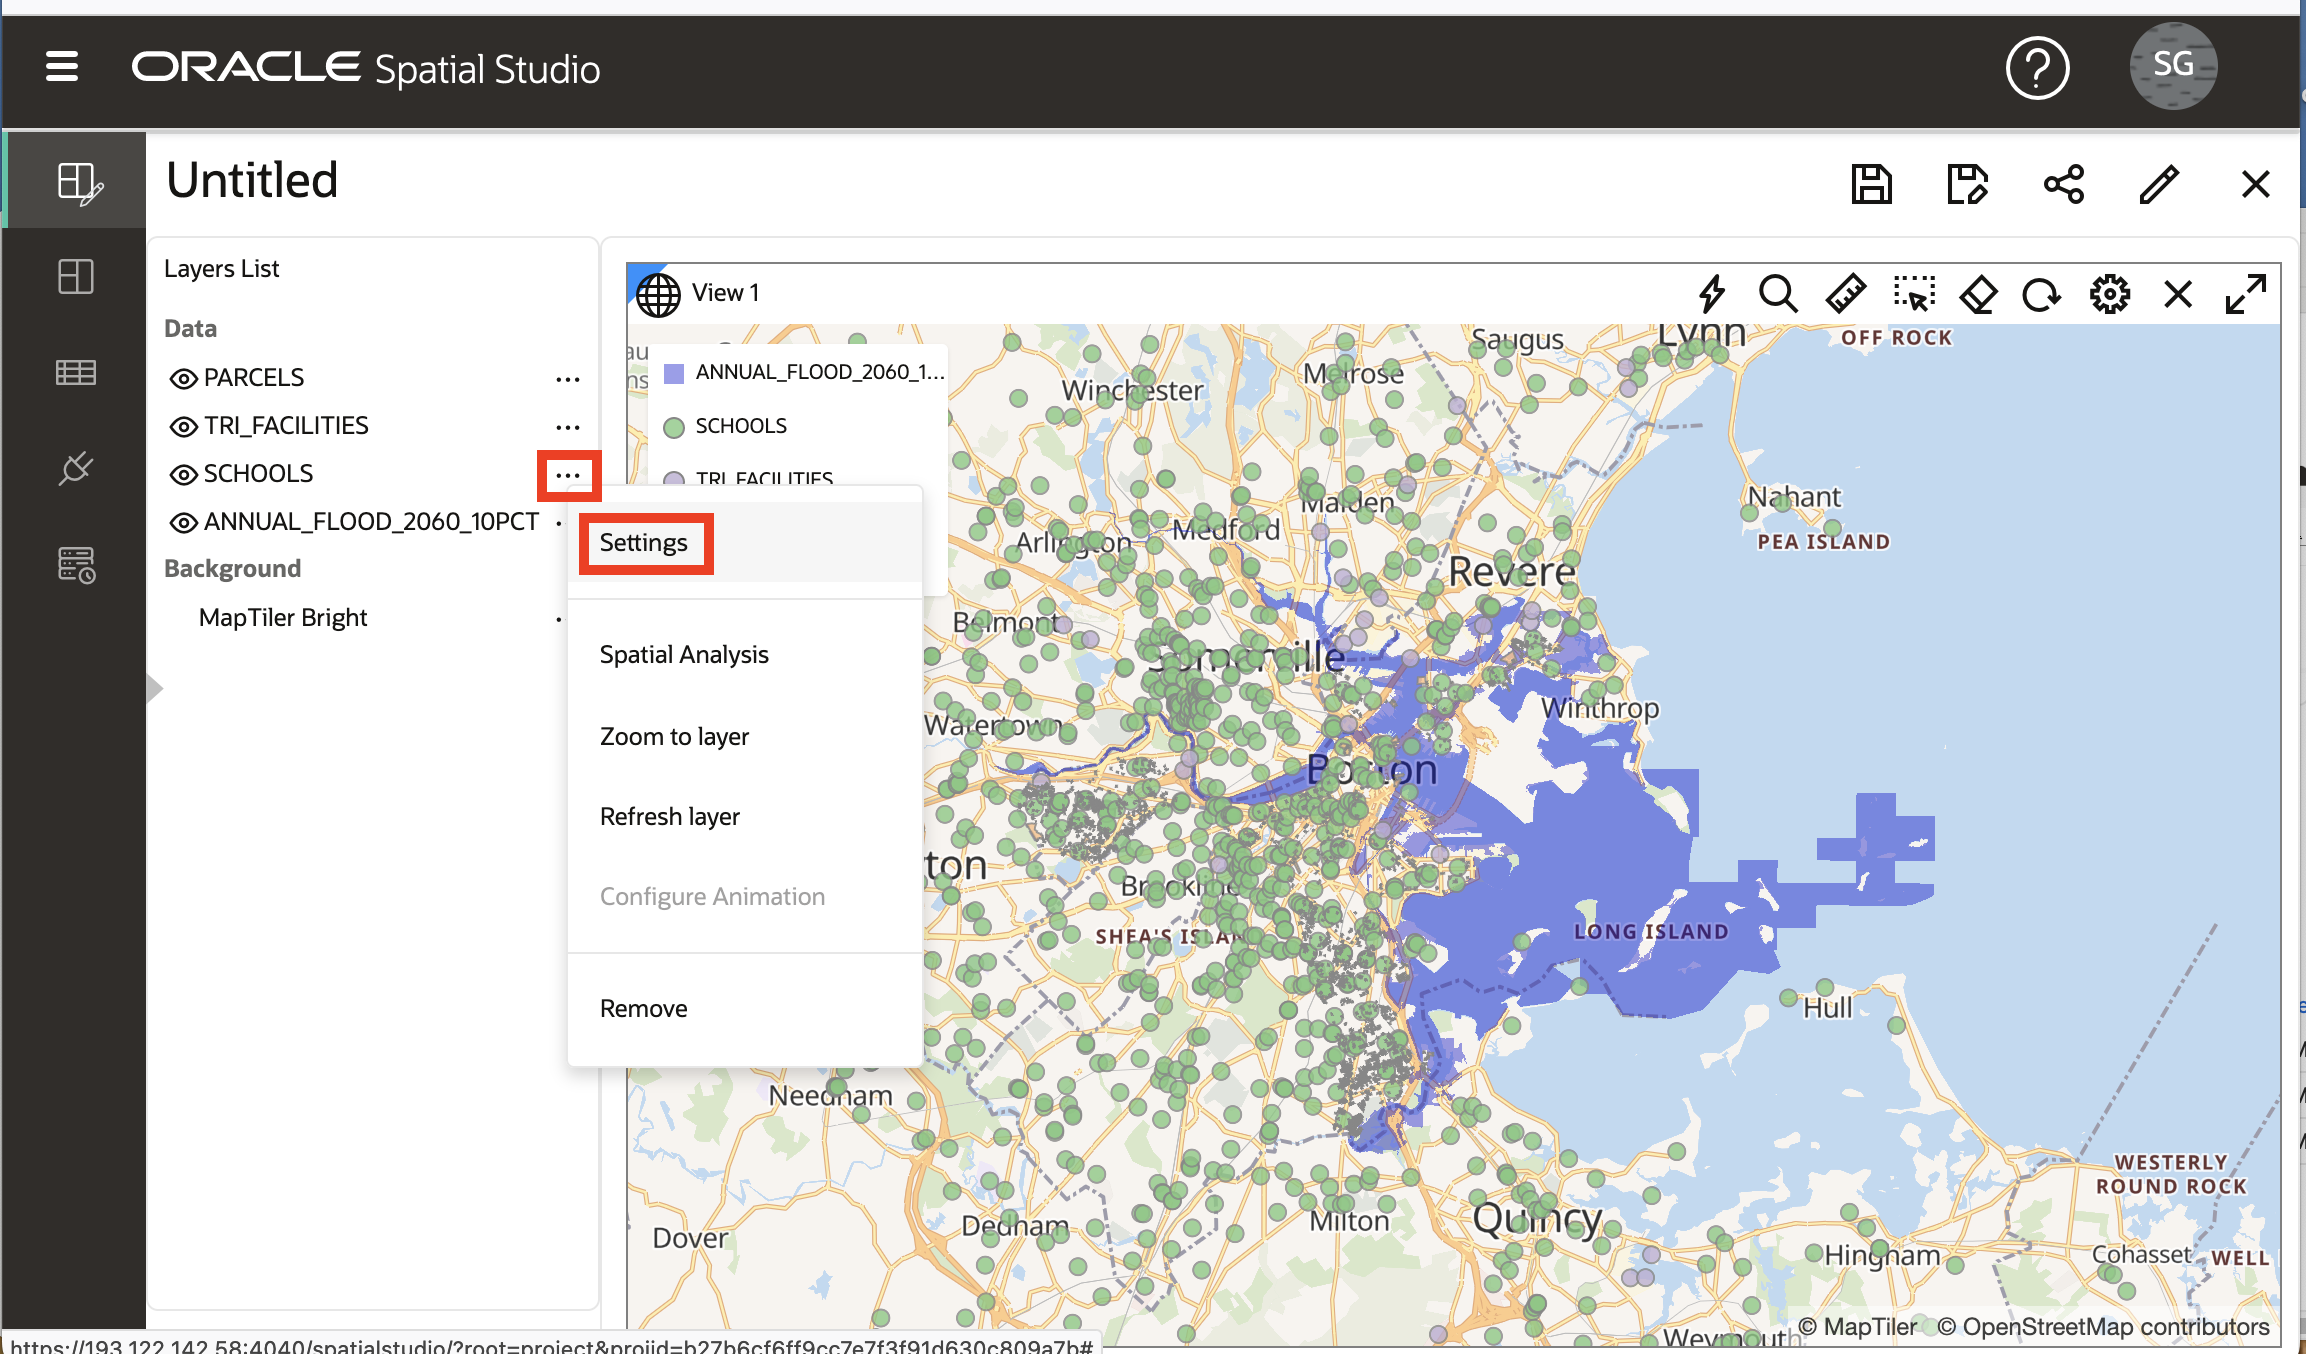 ORACLE Spatial Studio
SG
Untitled
Layers List
Data
PARCELS
TRI_FACILITIES
SCHOOLS
ANNUAL_FLOOD_2060_10PCT
Background
MapTiler Bright
View 1
ANNUAL_FLOOD_2060_1...
SCHOOLS
TRI_FACILITIES
Settings
Spatial Analysis
Zoom to layer
Refresh layer
Configure Animation
Remove
Saugus
Lynn
OFF ROCK
Winchester
Melrose
Nahant
PEA ISLAND
Malden
Medford
Arlington
Revere
Belmont
Somerville
Winthrop
Watertown
Boston
ton
Brookline
SHEA'S ISLAN
LONG ISLAND
Hull
Needham
WESTERLY
ROUND ROCK
Dover
Dedham
Milton
Quincy
Hingham
Cohasset
WELL
Weymouth
© MapTiler © OpenStreetMap contributors
https://193.122.142.58:4040/spatialstudio/?root=project&projid=b27b6cf6ff9cc7e7f3f91d630c809a7b#